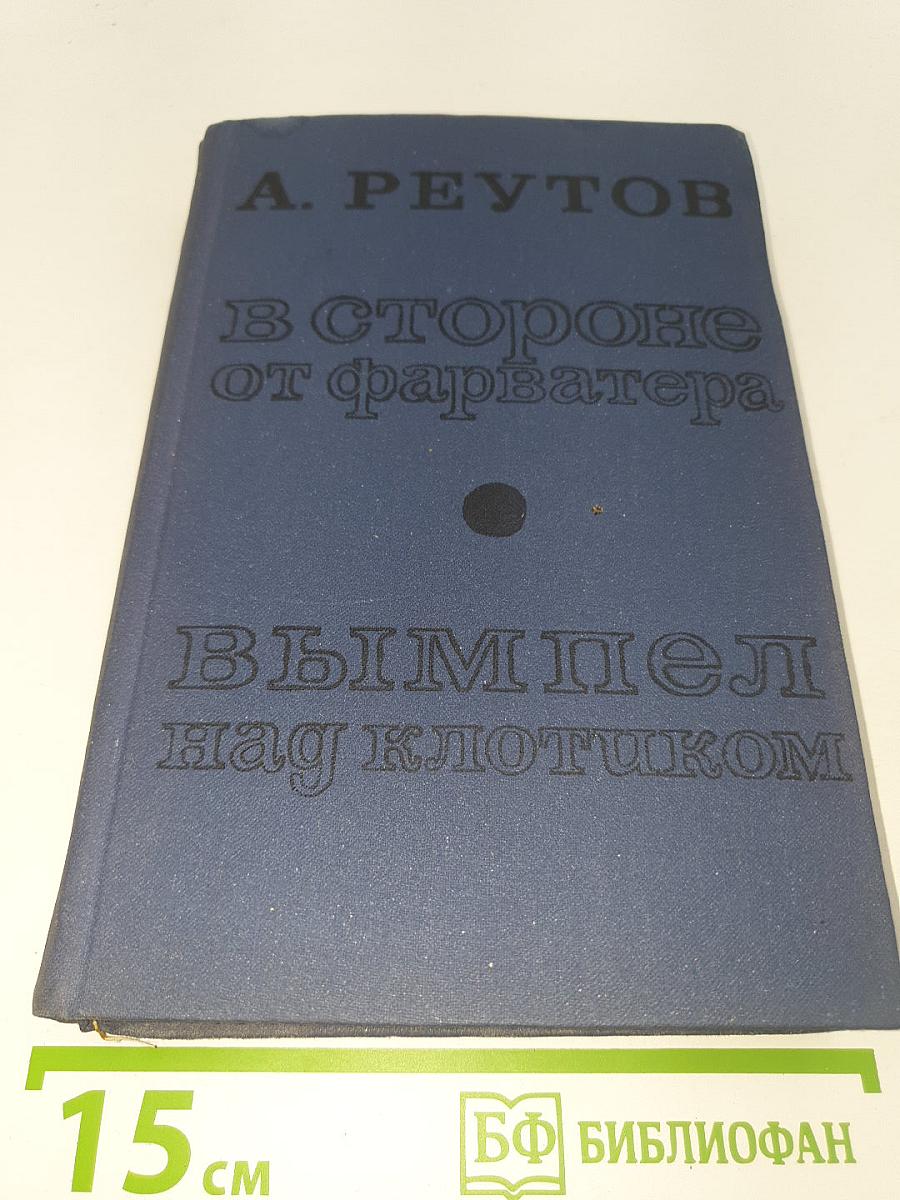 А. РЕУТОВ
В СТОРОНЕ
ОТ фарватера
ВЫМПЕЛ
над клотиком
15 см
БФ БИБЛИОФАН